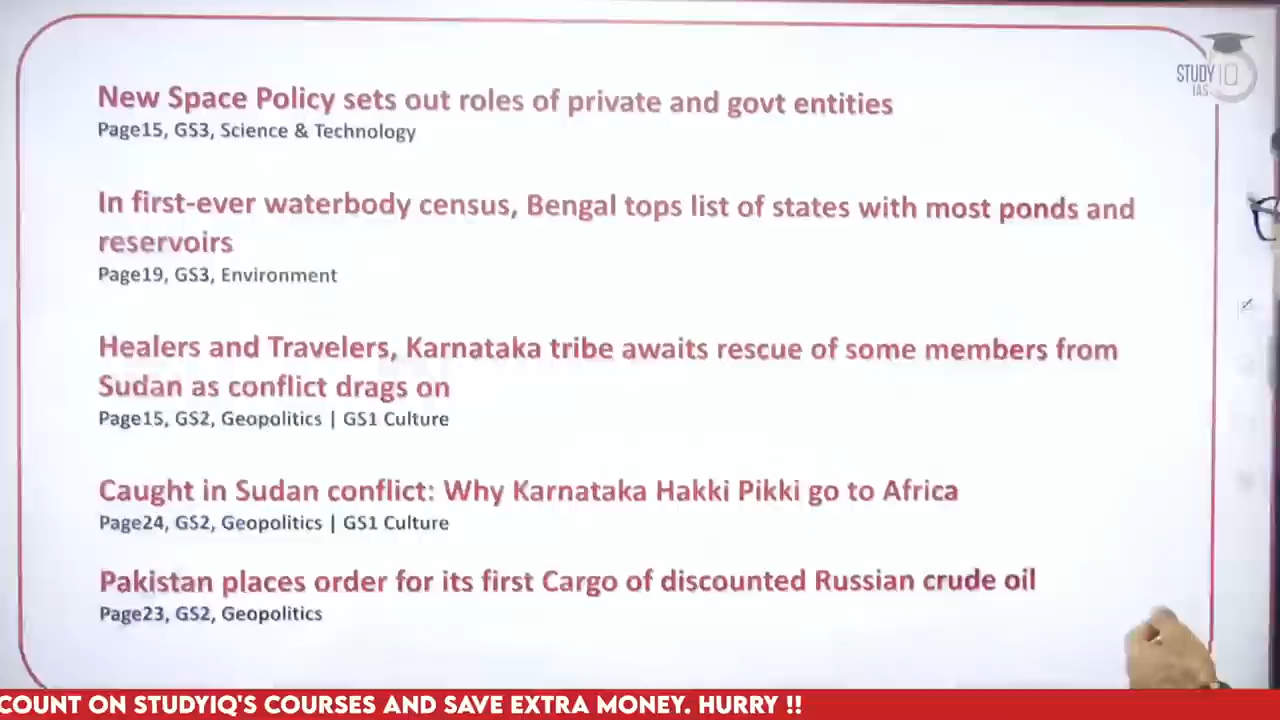 STUDY IQ
IAS
New Space Policy sets out roles of private and govt entities
Page15, GS3, Science & Technology
In first-ever waterbody census, Bengal tops list of states with most ponds and
reservoirs
Page19, GS3, Environment
Healers and Travelers, Karnataka tribe awaits rescue of some members from
Sudan as conflict drags on
Page15, GS2, Geopolitics | GS1 Culture
Caught in Sudan conflict: Why Karnataka Hakki Pikki go to Africa
Page24, GS2, Geopolitics | GS1 Culture
Pakistan places order for its first Cargo of discounted Russian crude oil
Page23, GS2, Geopolitics
COUNT ON STUDYIQ'S COURSES AND SAVE EXTRA MONEY. HURRY !!